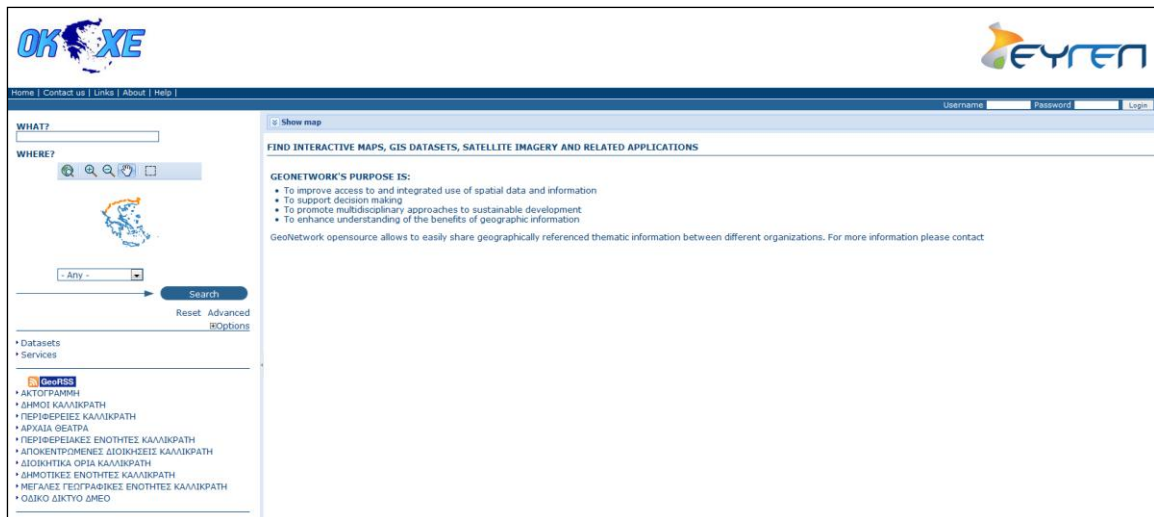 OK XE
ΕΥΓΕΠ
Home | Contact us | Links | About | Help |
Username Password Login
WHAT?
WHERE?
- Any -
Search
Reset Advanced
Options
Datasets
Services
GeoRSS
ΑΚΤΟΓΡΑΜΜΗ
ΔΗΜΟΙ ΚΑΛΛΙΚΡΑΤΗ
ΠΕΡΙΦΕΡΕΙΕΣ ΚΑΛΛΙΚΡΑΤΗ
ΑΡΧΑΙΑ ΘΕΑΤΡΑ
ΠΕΡΙΦΕΡΕΙΑΚΕΣ ΕΝΟΤΗΤΕΣ ΚΑΛΛΙΚΡΑΤΗ
ΑΠΟΚΕΝΤΡΩΜΕΝΕΣ ΔΙΟΙΚΗΣΕΙΣ ΚΑΛΛΙΚΡΑΤΗ
ΔΙΟΙΚΗΤΙΚΑ ΟΡΙΑ ΚΑΛΛΙΚΡΑΤΗ
ΔΗΜΟΤΙΚΕΣ ΕΝΟΤΗΤΕΣ ΚΑΛΛΙΚΡΑΤΗ
ΜΕΓΑΛΕΣ ΓΕΩΓΡΑΦΙΚΕΣ ΕΝΟΤΗΤΕΣ ΚΑΛΛΙΚΡΑΤΗ
ΟΔΙΚΟ ΔΙΚΤΥΟ ΔΜΕΟ
Show map
FIND INTERACTIVE MAPS, GIS DATASETS, SATELLITE IMAGERY AND RELATED APPLICATIONS
GEONETWORK'S PURPOSE IS:
• To improve access to and integrated use of spatial data and information
• To support decision making
• To promote multidisciplinary approaches to sustainable development
• To enhance understanding of the benefits of geographic information
GeoNetwork opensource allows to easily share geographically referenced thematic information between different organizations. For more information please contact